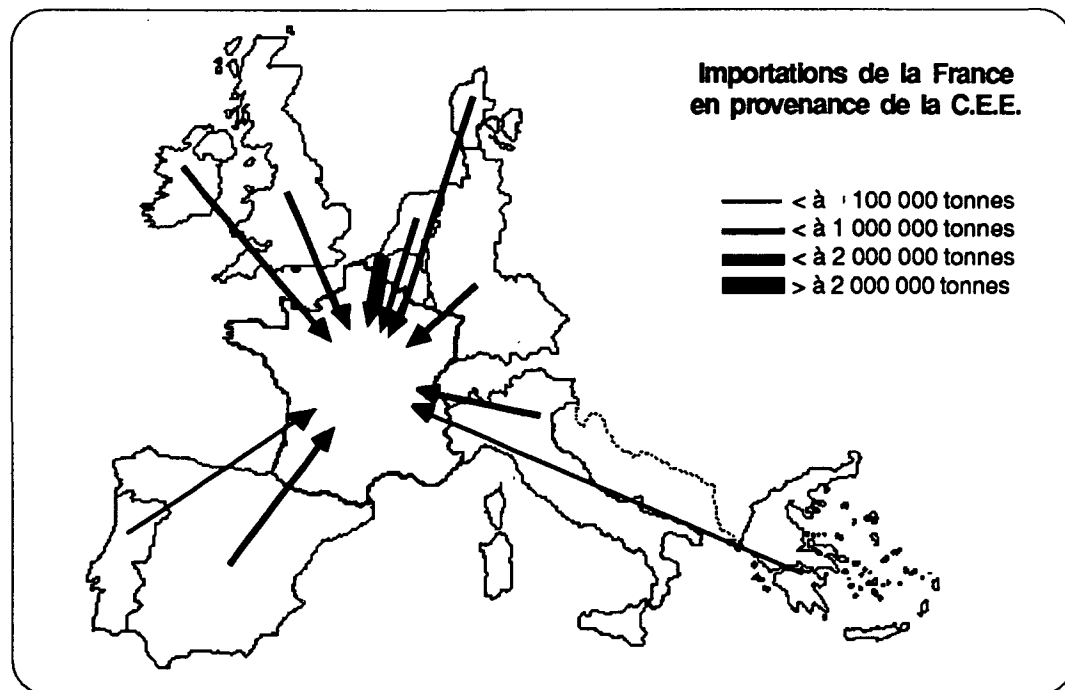 Importations de la France
en provenance de la C.E.E.
< à 100 000 tonnes
< à 1 000 000 tonnes
< à 2 000 000 tonnes
> à 2 000 000 tonnes